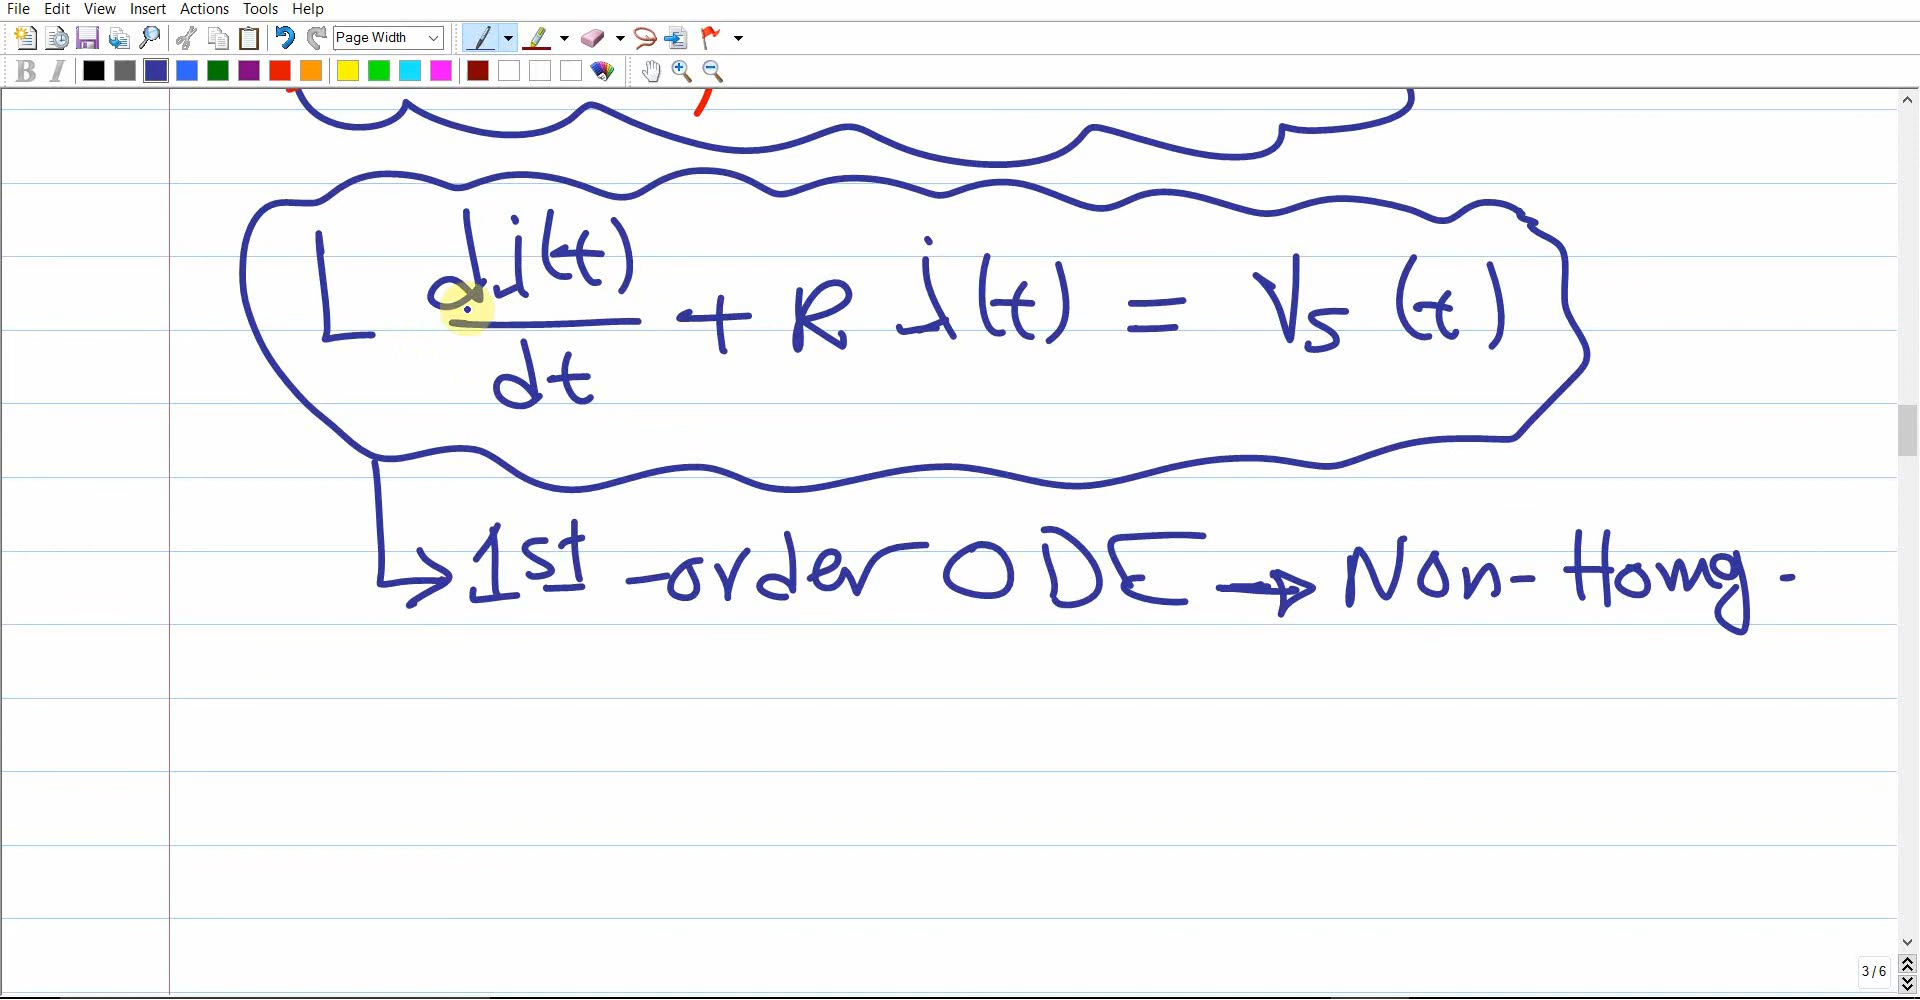 File Edit View Insert Actions Tools Help
Page Width
B I
L di(t)/dt + R i(t) = Vs(t)
1st -order ODE → Non-Homg.
3 / 6